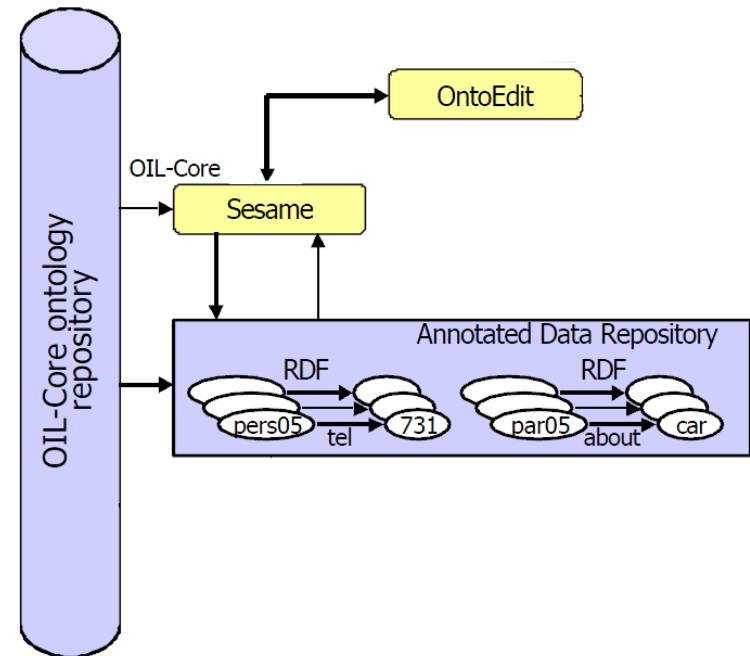 OntoEdit
OIL-Core
Sesame
OIL-Core ontology
repository
Annotated Data Repository
RDF
RDF
pers05
tel
731
par05
about
car